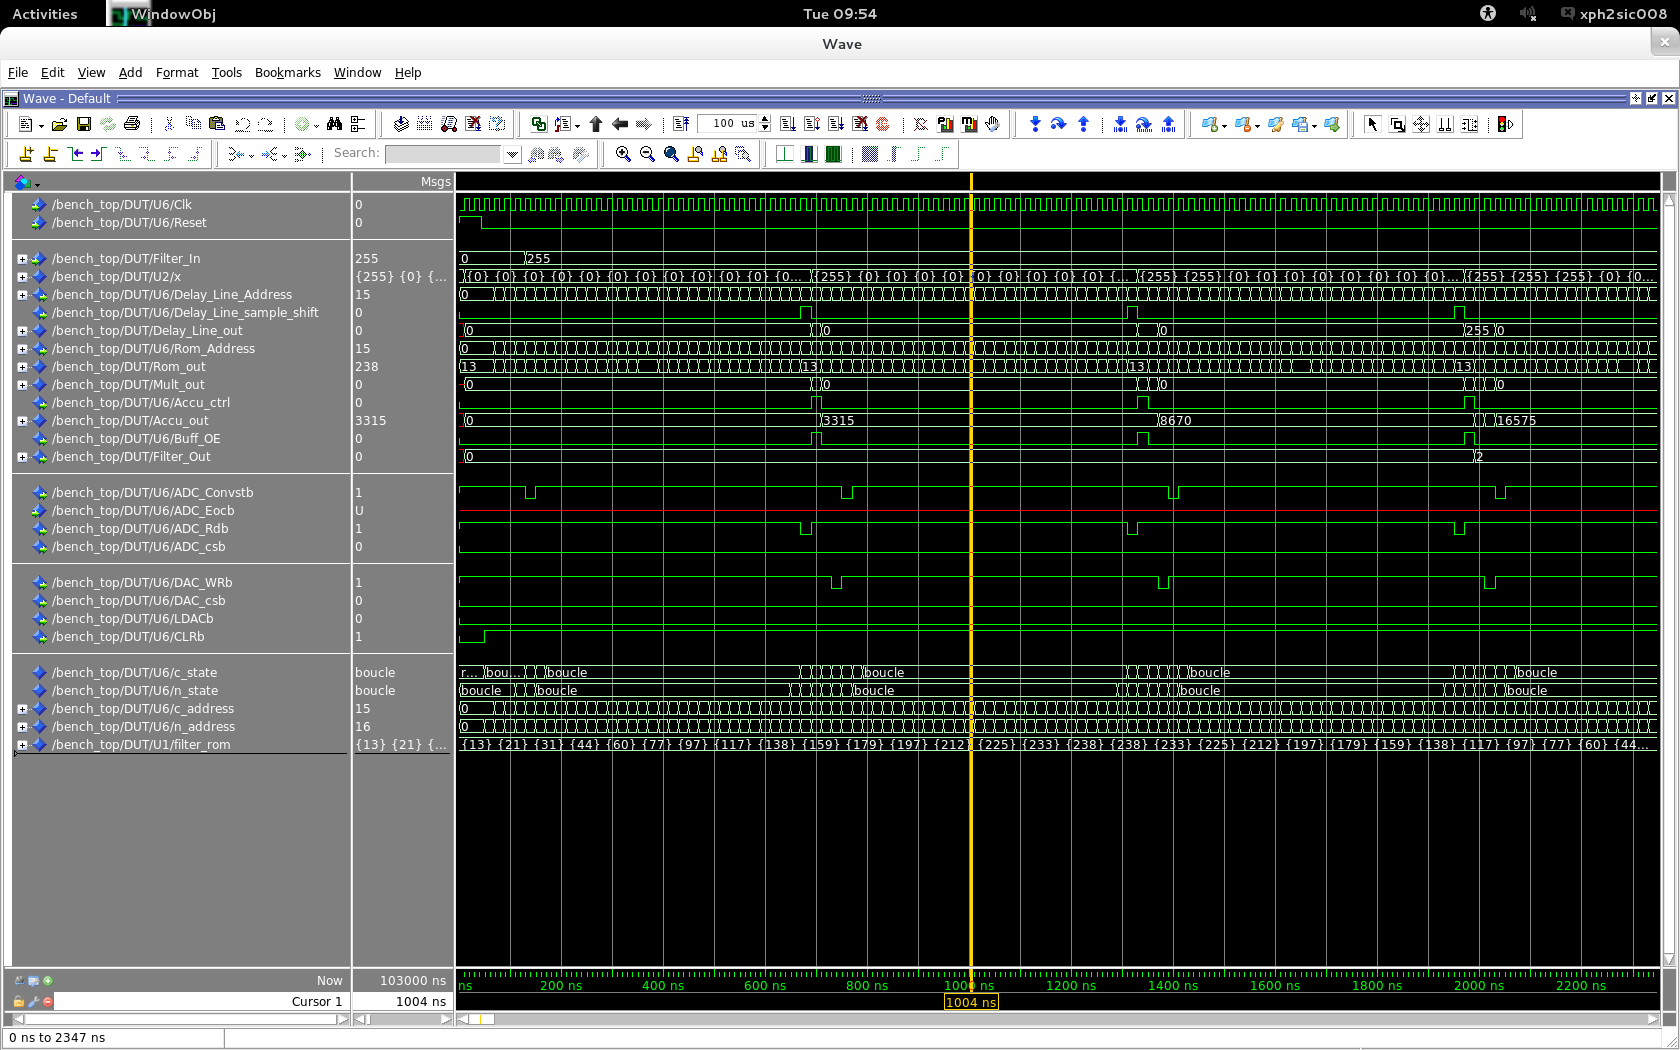 Activities WindowObj Tue 09:54 xph2sic008
Wave
File Edit View Add Format Tools Bookmarks Window Help
Wave - Default
100 us
Search:
Msgs
/bench_top/DUT/U6/Clk 0
/bench_top/DUT/U6/Reset 0
/bench_top/DUT/Filter_In 255 0 255
/bench_top/DUT/U2/x {255} {0} {... {0} {0} {0} {0} {0} {0} {0} {0} {0} {0} {0} {0... {255} {0} {0} {0} {0} {0} {0} {0} {0} {0} {... {255} {255} {0} {0} {0} {0} {0} {0} {0} {0}... {255} {255} {255} {0} {0...
/bench_top/DUT/U6/Delay_Line_Address 15 0
/bench_top/DUT/U6/Delay_Line_sample_shift 0
/bench_top/DUT/Delay_Line_out 0 0 0 0 255 0
/bench_top/DUT/U6/Rom_Address 15 0
/bench_top/DUT/Rom_out 238 13 13 13 13
/bench_top/DUT/Mult_out 0 0 0 0 0
/bench_top/DUT/U6/Accu_ctrl 0
/bench_top/DUT/Accu_out 3315 0 3315 8670 16575
/bench_top/DUT/U6/Buff_OE 0
/bench_top/DUT/Filter_Out 0 0 2
/bench_top/DUT/U6/ADC_Convstb 1
/bench_top/DUT/U6/ADC_Eocb U
/bench_top/DUT/U6/ADC_Rdb 1
/bench_top/DUT/U6/ADC_csb 0
/bench_top/DUT/U6/DAC_WRb 1
/bench_top/DUT/U6/DAC_csb 0
/bench_top/DUT/U6/LDACb 0
/bench_top/DUT/U6/CLRb 1
/bench_top/DUT/U6/c_state boucle r... bou... boucle boucle boucle boucle
/bench_top/DUT/U6/n_state boucle boucle boucle boucle boucle boucle
/bench_top/DUT/U6/c_address 15 0
/bench_top/DUT/U6/n_address 16 0
/bench_top/DUT/U1/filter_rom {13} {21} {... {13} {21} {31} {44} {60} {77} {97} {117} {138} {159} {179} {197} {212} {225} {233} {238} {238} {233} {225} {212} {197} {179} {159} {138} {117} {97} {77} {60} {44...
Now 103000 ns ns 200 ns 400 ns 600 ns 800 ns 1000 ns 1200 ns 1400 ns 1600 ns 1800 ns 2000 ns 2200 ns
Cursor 1 1004 ns 1004 ns
0 ns to 2347 ns